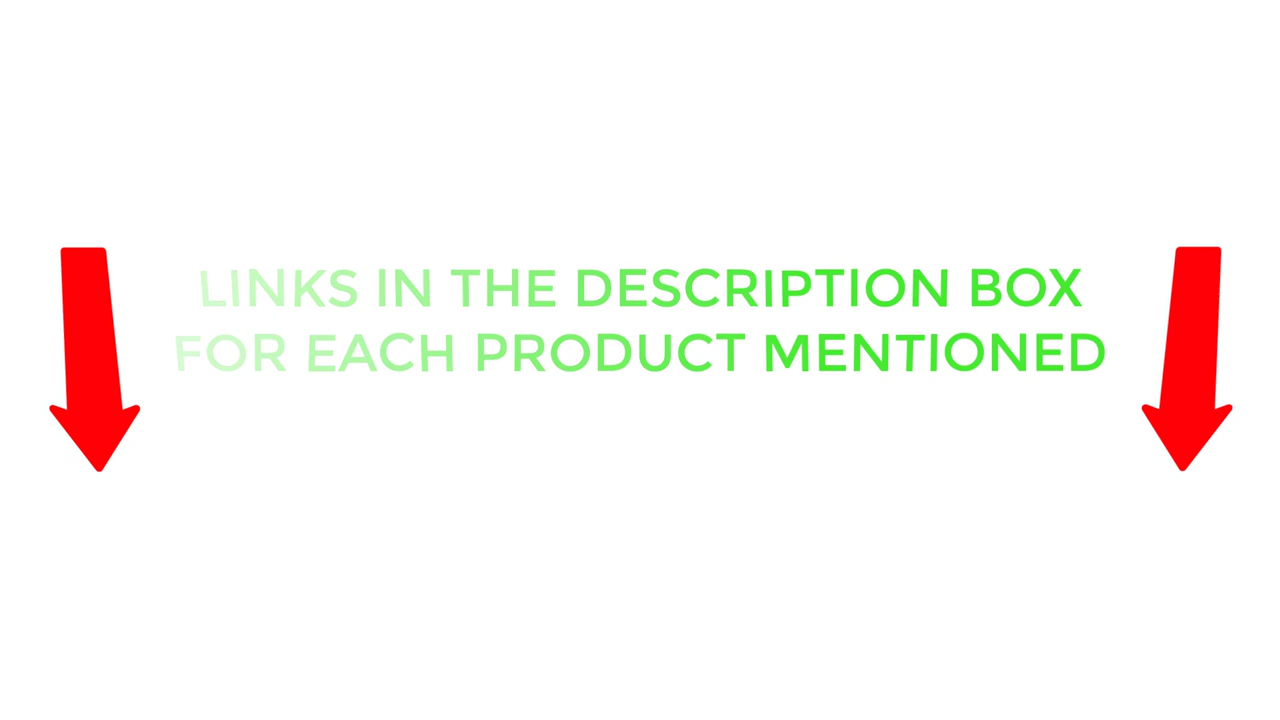 LINKS IN THE DESCRIPTION BOX
FOR EACH PRODUCT MENTIONED